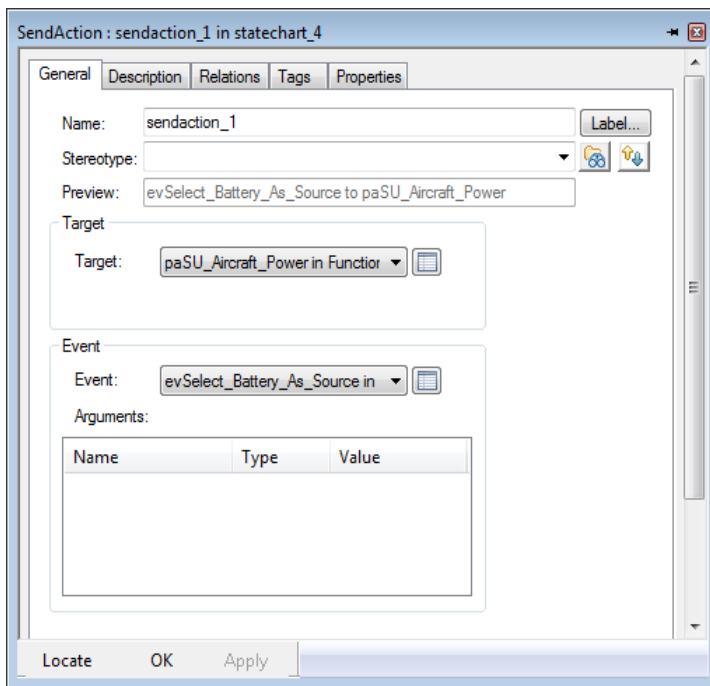 SendAction : sendaction_1 in statechart_4
General Description Relations Tags Properties
Name: sendaction_1 Label...
Stereotype:
Preview: evSelect_Battery_As_Source to paSU_Aircraft_Power
Target
Target: paSU_Aircraft_Power in Function
Event
Event: evSelect_Battery_As_Source in
Arguments:
Name Type Value
Locate OK Apply